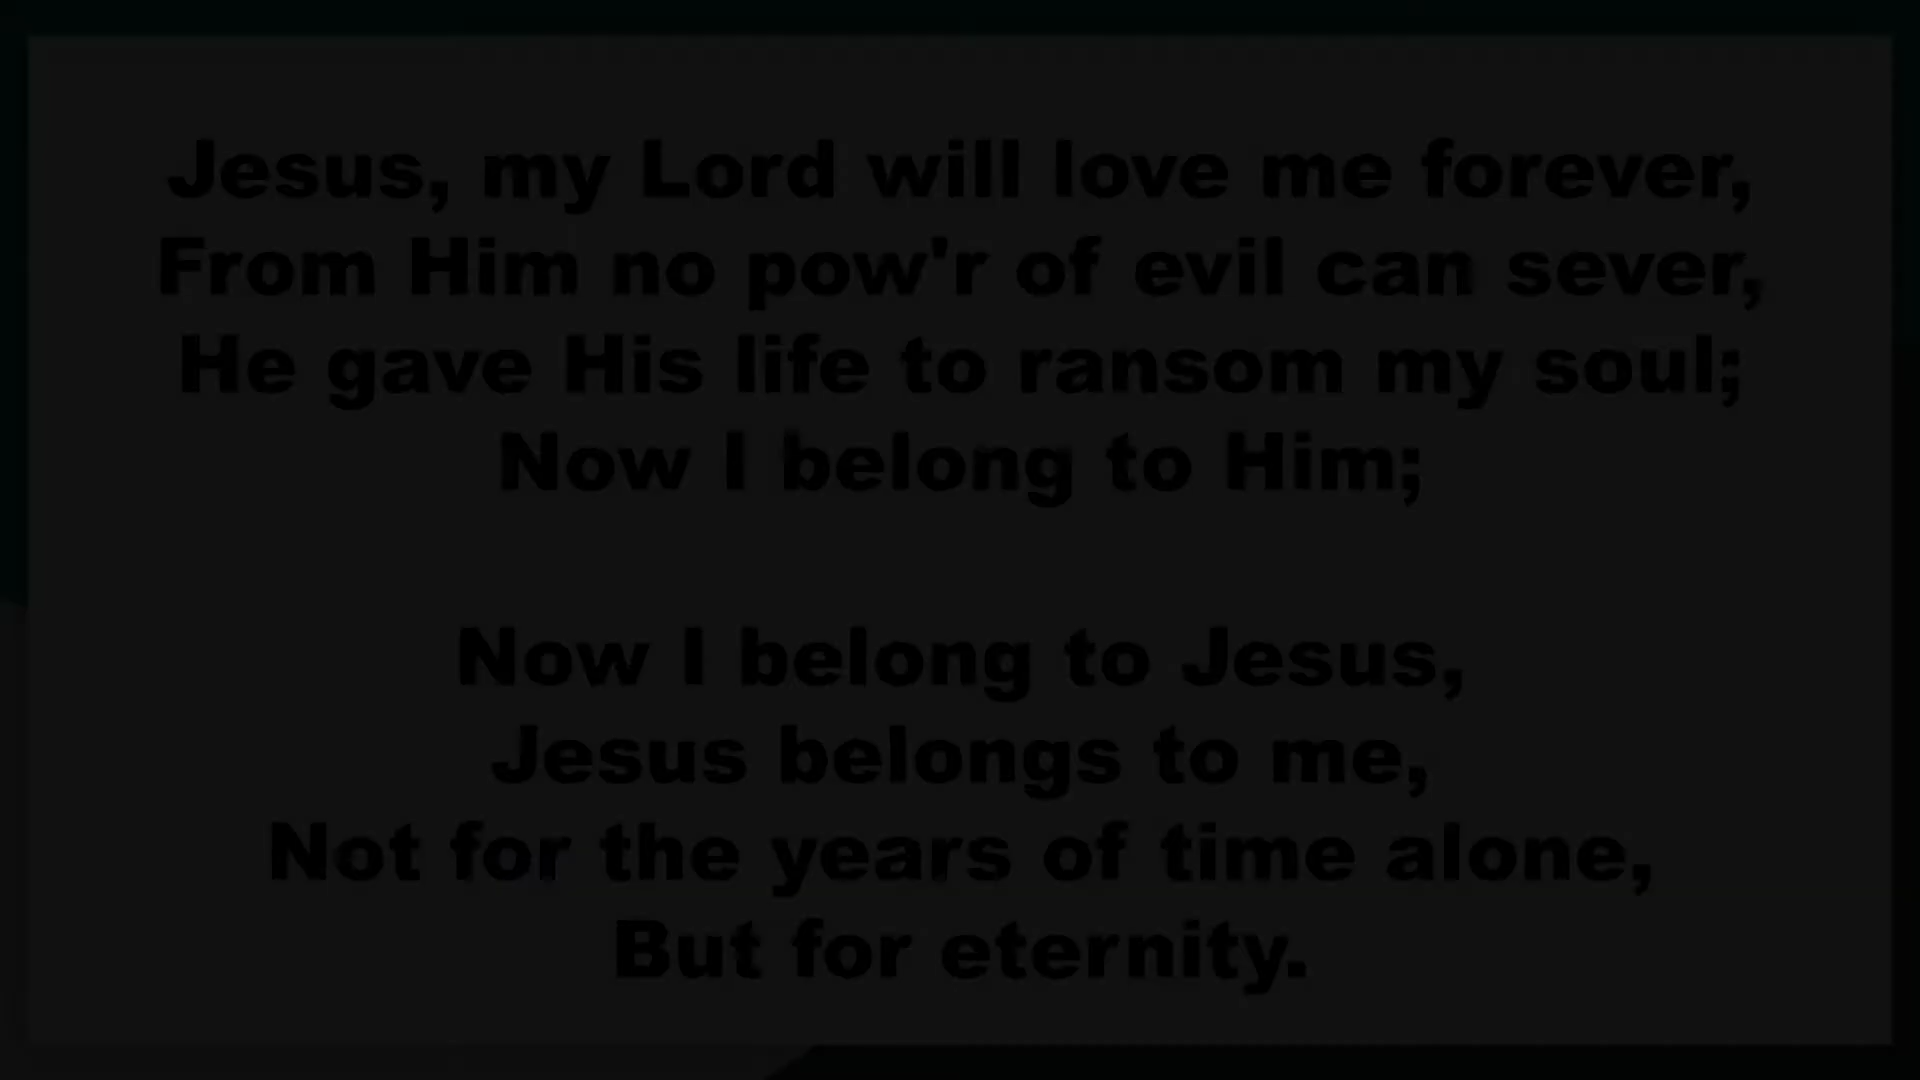 Jesus, my Lord will love me forever,
From Him no pow'r of evil can sever,
He gave His life to ransom my soul;
Now I belong to Him;
Now I belong to Jesus,
Jesus belongs to me,
Not for the years of time alone,
But for eternity.